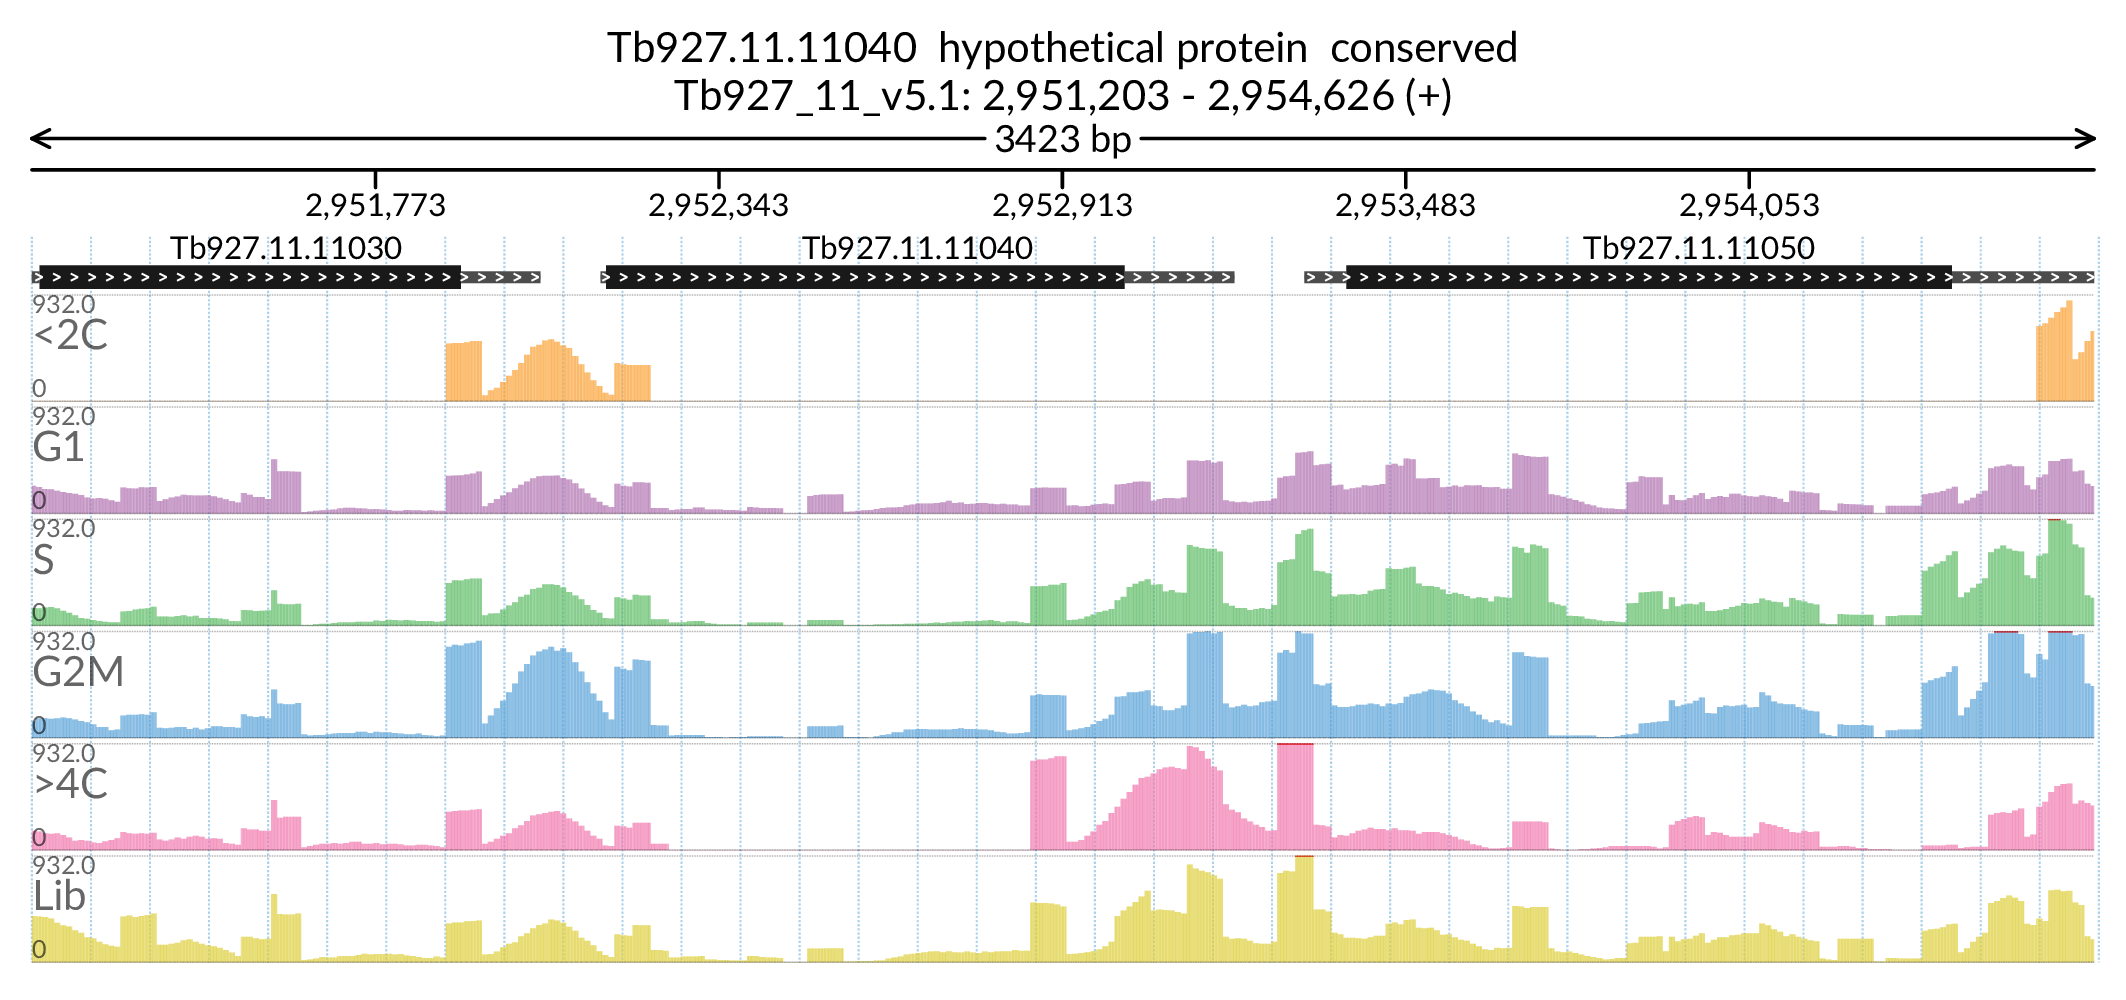 Tb927.11.11040 hypothetical protein conserved
Tb927_11_v5.1: 2,951,203 - 2,954,626 (+)
3423 bp
2,951,773 2,952,343 2,952,913 2,953,483 2,954,053
Tb927.11.11030 Tb927.11.11040 Tb927.11.11050
932.0
<2C
0
932.0
G1
0
932.0
S
0
932.0
G2M
0
932.0
>4C
0
932.0
Lib
0